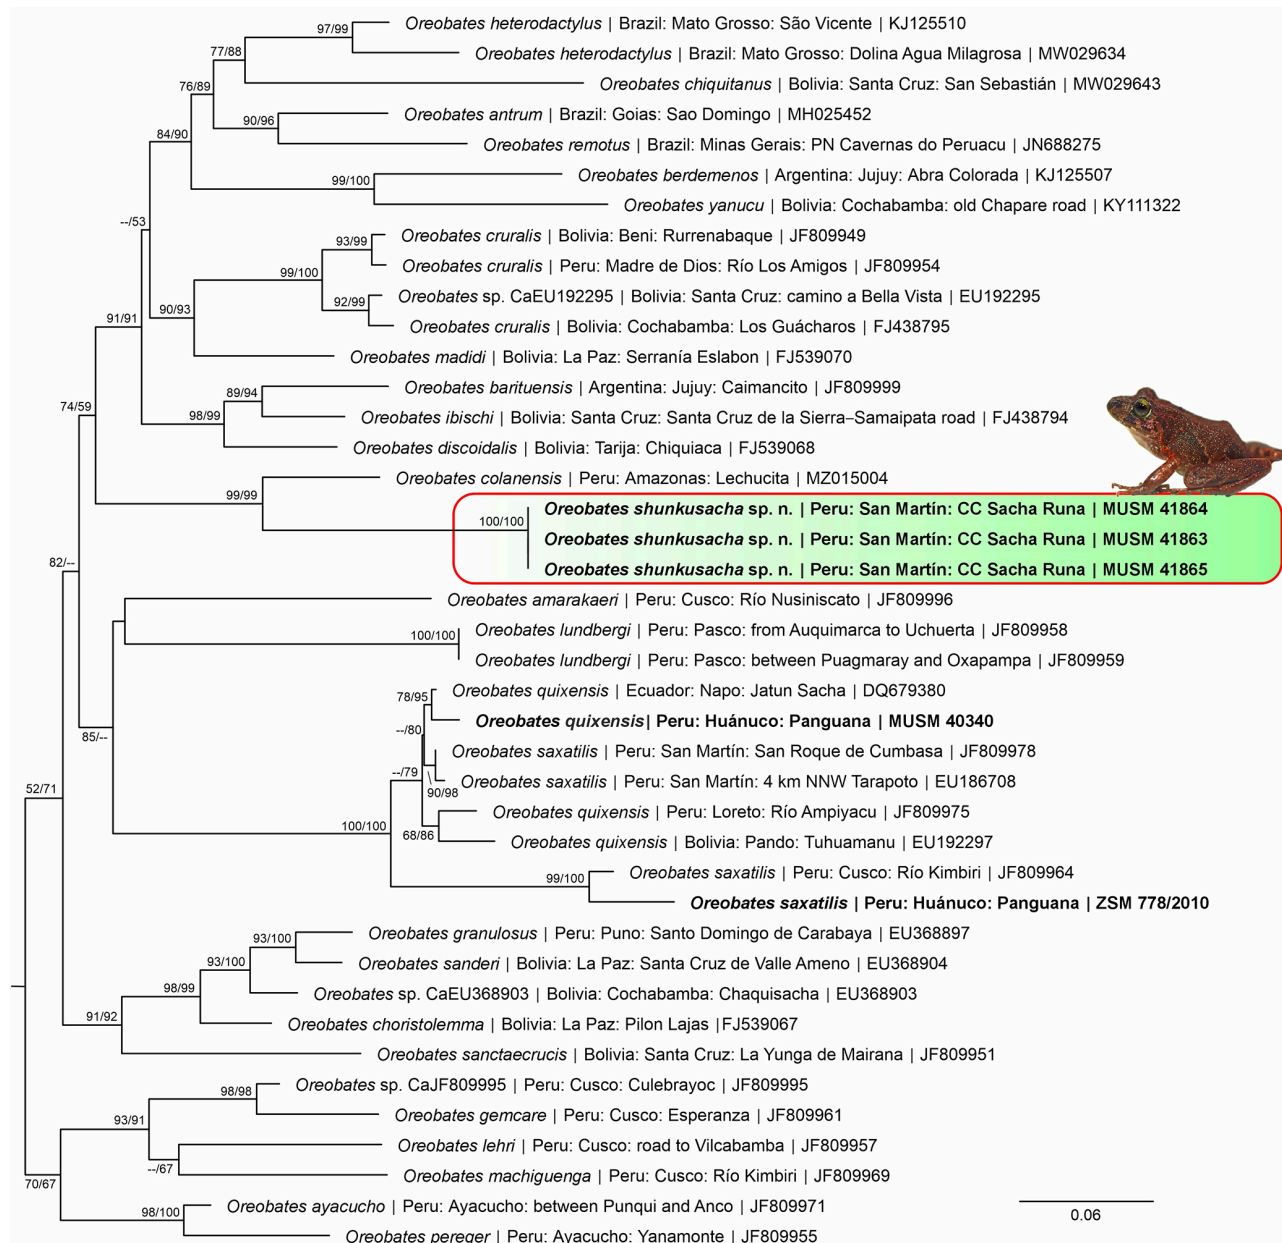 97/99
Oreobates heterodactylus | Brazil: Mato Grosso: São Vicente | KJ125510
77/88
Oreobates heterodactylus | Brazil: Mato Grosso: Dolina Agua Milagrosa | MW029634
76/89
Oreobates chiquitanus | Bolivia: Santa Cruz: San Sebastián | MW029643
90/96
Oreobates antrum | Brazil: Goias: Sao Domingo | MH025452
84/90
Oreobates remotus | Brazil: Minas Gerais: PN Cavernas do Peruacu | JN688275
99/100
Oreobates berdemenos | Argentina: Jujuy: Abra Colorada | KJ125507
Oreobates yanucu | Bolivia: Cochabamba: old Chapare road | KY111322
--/53
93/99
Oreobates cruralis | Bolivia: Beni: Rurrenabaque | JF809949
99/100
Oreobates cruralis | Peru: Madre de Dios: Río Los Amigos | JF809954
92/99
Oreobates sp. CaEU192295 | Bolivia: Santa Cruz: camino a Bella Vista | EU192295
91/91
90/93
Oreobates cruralis | Bolivia: Cochabamba: Los Guácharos | FJ438795
Oreobates madidi | Bolivia: La Paz: Serranía Eslabon | FJ539070
89/94
Oreobates barituensis | Argentina: Jujuy: Caimancito | JF809999
74/59
98/99
Oreobates ibischi | Bolivia: Santa Cruz: Santa Cruz de la Sierra–Samaipata road | FJ438794
Oreobates discoidalis | Bolivia: Tarija: Chiquiaca | FJ539068
Oreobates colanensis | Peru: Amazonas: Lechucita | MZ015004
99/99
Oreobates shunkusacha sp. n. | Peru: San Martín: CC Sacha Runa | MUSM 41864
100/100
Oreobates shunkusacha sp. n. | Peru: San Martín: CC Sacha Runa | MUSM 41863
82/--
Oreobates shunkusacha sp. n. | Peru: San Martín: CC Sacha Runa | MUSM 41865
Oreobates amarakaeri | Peru: Cusco: Río Nusiniscato | JF809996
100/100
Oreobates lundbergi | Peru: Pasco: from Auquimarca to Uchuerta | JF809958
Oreobates lundbergi | Peru: Pasco: between Puagmaray and Oxapampa | JF809959
78/95
Oreobates quixensis | Ecuador: Napo: Jatun Sacha | DQ679380
--/80
Oreobates quixensis| Peru: Huánuco: Panguana | MUSM 40340
85/--
Oreobates saxatilis | Peru: San Martín: San Roque de Cumbasa | JF809978
--/79
Oreobates saxatilis | Peru: San Martín: 4 km NNW Tarapoto | EU186708
90/98
52/71
Oreobates quixensis | Peru: Loreto: Río Ampiyacu | JF809975
100/100
68/86
Oreobates quixensis | Bolivia: Pando: Tuhuamanu | EU192297
Oreobates saxatilis | Peru: Cusco: Río Kimbiri | JF809964
99/100
Oreobates saxatilis | Peru: Huánuco: Panguana | ZSM 778/2010
93/100
Oreobates granulosus | Peru: Puno: Santo Domingo de Carabaya | EU368897
93/100
Oreobates sanderi | Bolivia: La Paz: Santa Cruz de Valle Ameno | EU368904
98/99
Oreobates sp. CaEU368903 | Bolivia: Cochabamba: Chaquisacha | EU368903
91/92
Oreobates choristolemma | Bolivia: La Paz: Pilon Lajas |FJ539067
Oreobates sanctaecrucis | Bolivia: Santa Cruz: La Yunga de Mairana | JF809951
98/98
Oreobates sp. CaJF809995 | Peru: Cusco: Culebrayoc | JF809995
93/91
Oreobates gemcare | Peru: Cusco: Esperanza | JF809961
Oreobates lehri | Peru: Cusco: road to Vilcabamba | JF809957
--/67
Oreobates machiguenga | Peru: Cusco: Río Kimbiri | JF809969
70/67
Oreobates ayacucho | Peru: Ayacucho: between Punqui and Anco | JF809971
98/100
Oreobates pereger | Peru: Ayacucho: Yanamonte | JF809955
0.06